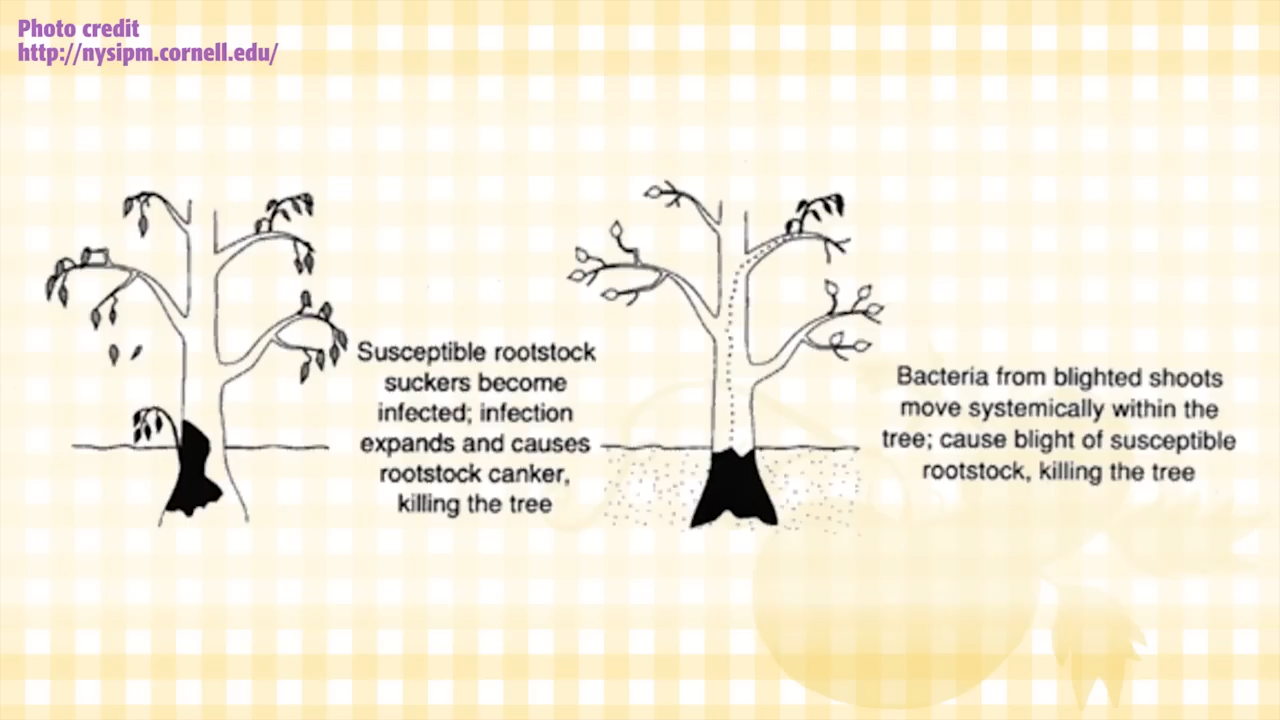 Photo credit
http://nysipm.cornell.edu/
Susceptible rootstock
suckers become
infected; infection
expands and causes
rootstock canker,
killing the tree
Bacteria from blighted shoots
move systemically within the
tree; cause blight of susceptible
rootstock, killing the tree